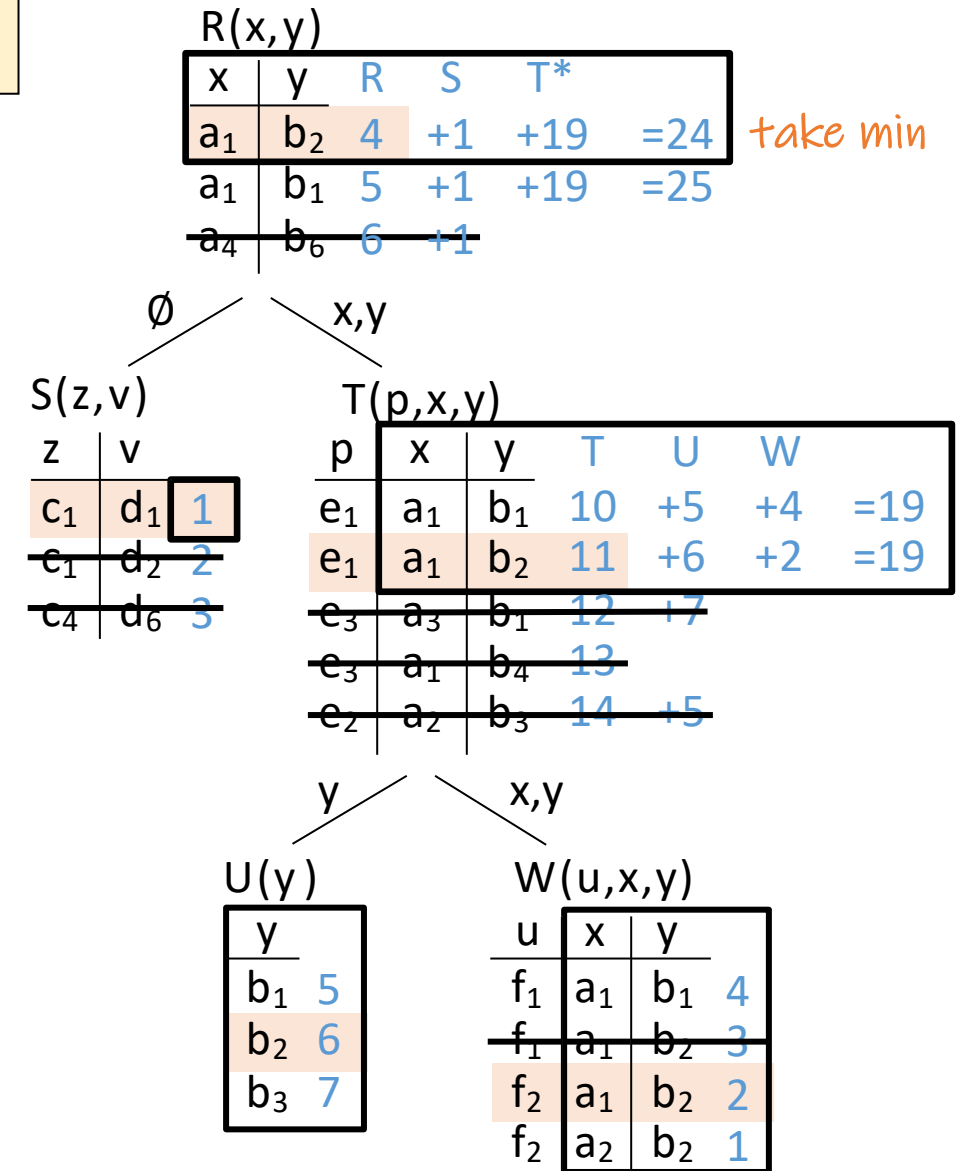 R(x,y)
x y R S T*
a₁ b₂ 4 +1 +19 =24 take min
a₁ b₁ 5 +1 +19 =25
a₄ b₆ 6 +1
∅ x,y
S(z,v)
z v
c₁ d₁ 1
c₁ d₂ 2
c₄ d₆ 3
T(p,x,y)
p x y T U W
e₁ a₁ b₁ 10 +5 +4 =19
e₁ a₁ b₂ 11 +6 +2 =19
e₃ a₃ b₁ 12 +7
e₃ a₁ b₄ 13
e₂ a₂ b₃ 14 +5
y x,y
U(y)
y
b₁ 5
b₂ 6
b₃ 7
W(u,x,y)
u x y
f₁ a₁ b₁ 4
f₁ a₁ b₂ 3
f₂ a₁ b₂ 2
f₂ a₂ b₂ 1